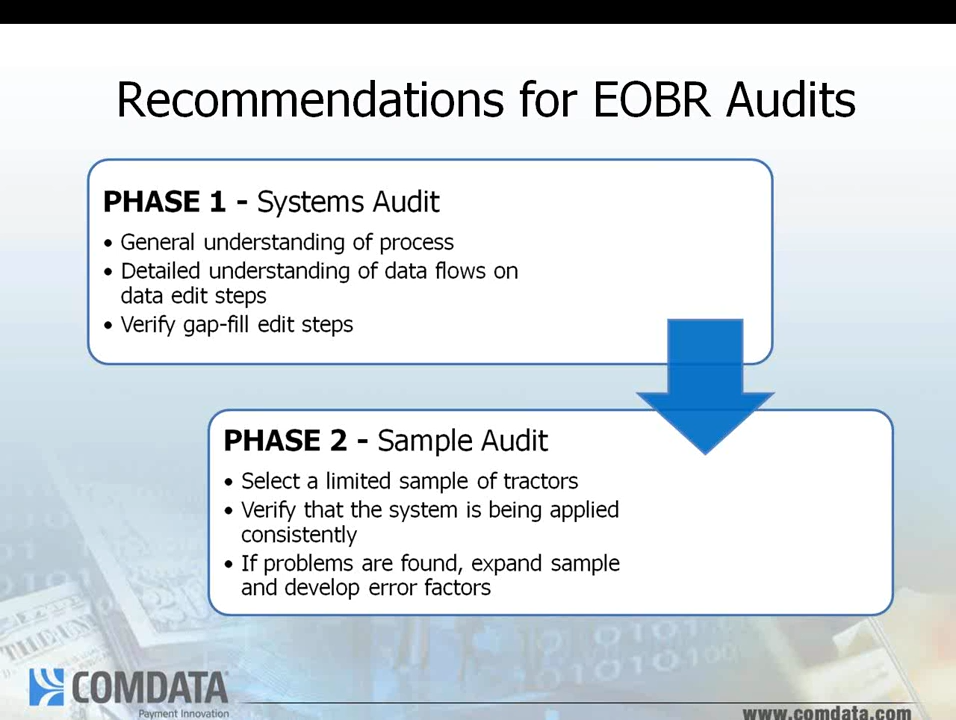 Recommendations for EOBR Audits
PHASE 1 - Systems Audit
• General understanding of process
• Detailed understanding of data flows on
data edit steps
• Verify gap-fill edit steps
PHASE 2 - Sample Audit
• Select a limited sample of tractors
• Verify that the system is being applied
consistently
• If problems are found, expand sample
and develop error factors
COMDATA
Payment Innovation
www.comdata.com